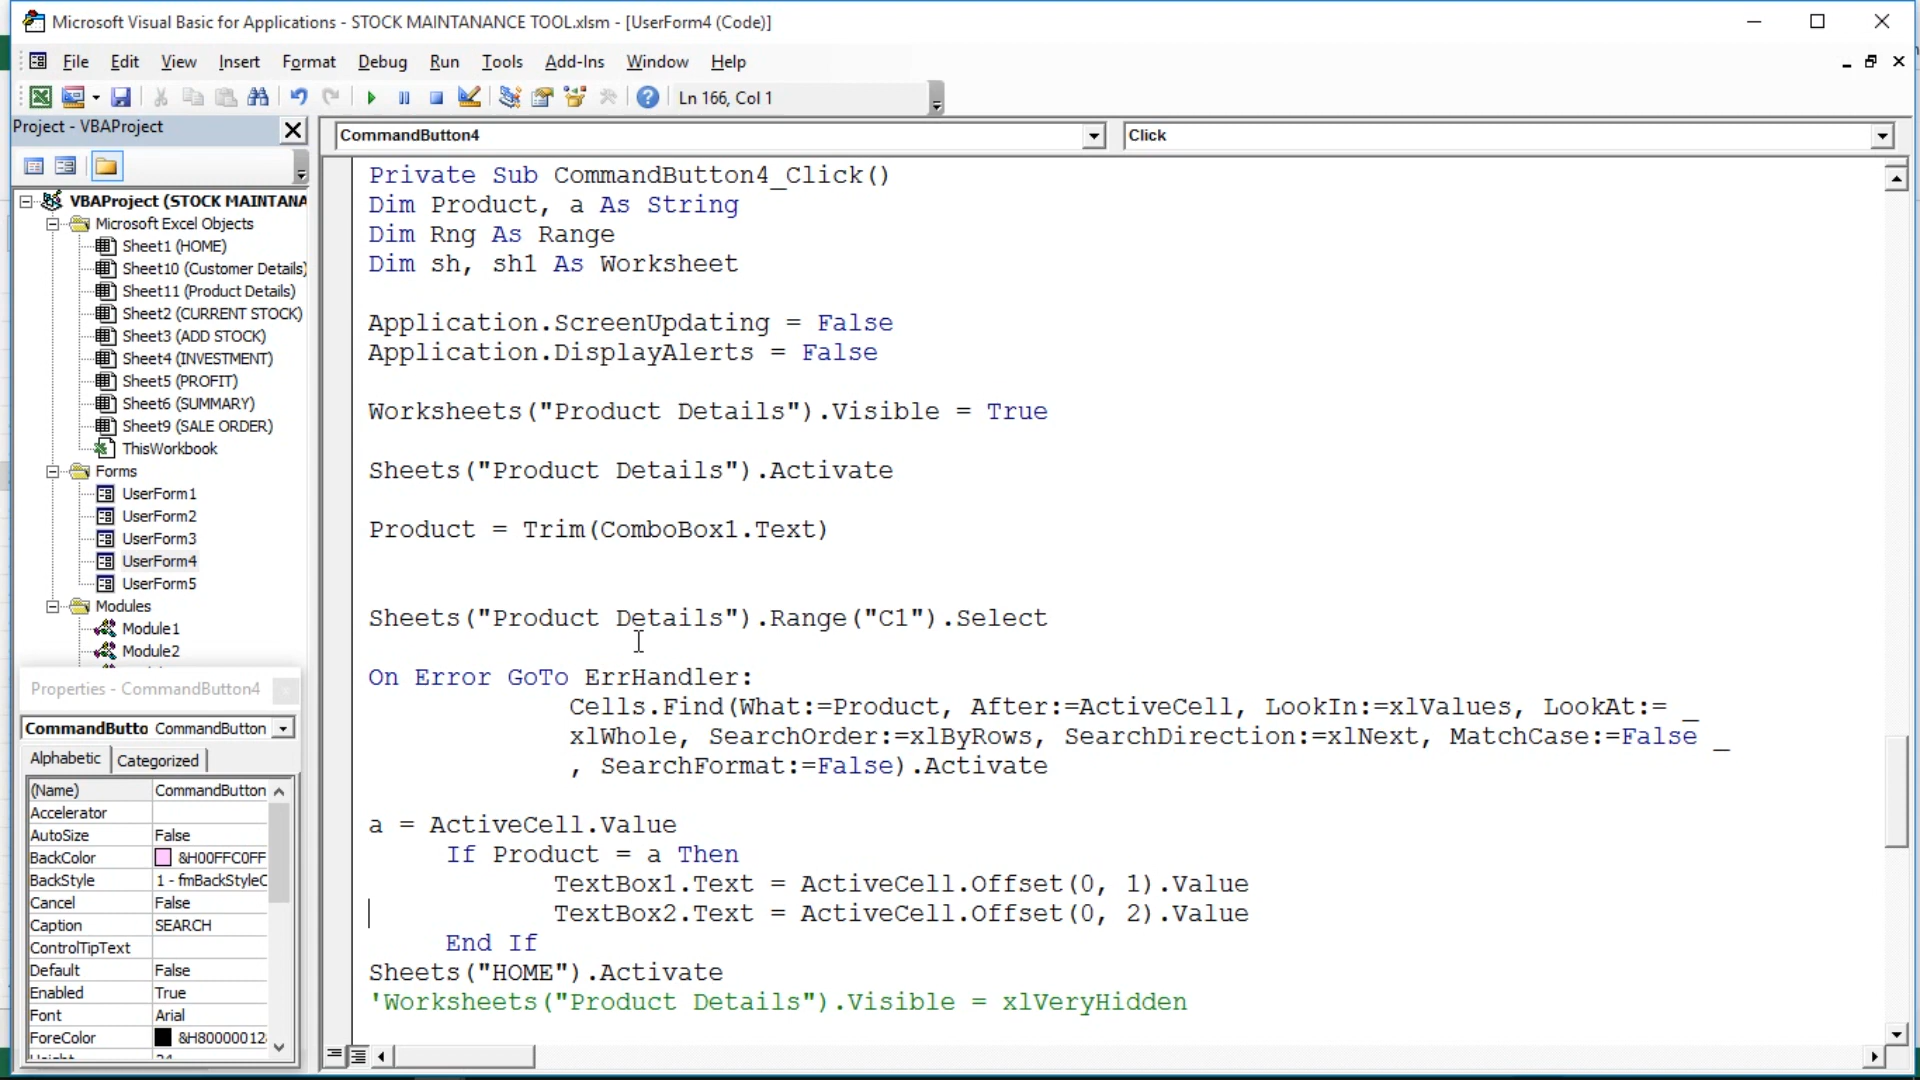 Microsoft Visual Basic for Applications - STOCK MAINTANANCE TOOL.xlsm - [UserForm4 (Code)]
File Edit View Insert Format Debug Run Tools Add-Ins Window Help
Ln 166, Col 1
Project - VBAProject
VBAProject (STOCK MAINTANA
Microsoft Excel Objects
Sheet1 (HOME)
Sheet10 (Customer Details)
Sheet11 (Product Details)
Sheet2 (CURRENT STOCK)
Sheet3 (ADD STOCK)
Sheet4 (INVESTMENT)
Sheet5 (PROFIT)
Sheet6 (SUMMARY)
Sheet9 (SALE ORDER)
ThisWorkbook
Forms
UserForm1
UserForm2
UserForm3
UserForm4
UserForm5
Modules
Module1
Module2
Properties - CommandButton4
CommandButto CommandButton
Alphabetic Categorized
(Name) CommandButton
Accelerator
AutoSize False
BackColor &H00FFC0FF
BackStyle 1 - fmBackStyleC
Cancel False
Caption SEARCH
ControlTipText
Default False
Enabled True
Font Arial
ForeColor &H80000012
CommandButton4 Click
Private Sub CommandButton4_Click()
Dim Product, a As String
Dim Rng As Range
Dim sh, sh1 As Worksheet
Application.ScreenUpdating = False
Application.DisplayAlerts = False
Worksheets("Product Details").Visible = True
Sheets("Product Details").Activate
Product = Trim(ComboBox1.Text)
Sheets("Product Details").Range("C1").Select
On Error GoTo ErrHandler:
Cells.Find(What:=Product, After:=ActiveCell, LookIn:=xlValues, LookAt:= _
xlWhole, SearchOrder:=xlByRows, SearchDirection:=xlNext, MatchCase:=False _
, SearchFormat:=False).Activate
a = ActiveCell.Value
If Product = a Then
TextBox1.Text = ActiveCell.Offset(0, 1).Value
TextBox2.Text = ActiveCell.Offset(0, 2).Value
End If
Sheets("HOME").Activate
'Worksheets("Product Details").Visible = xlVeryHidden